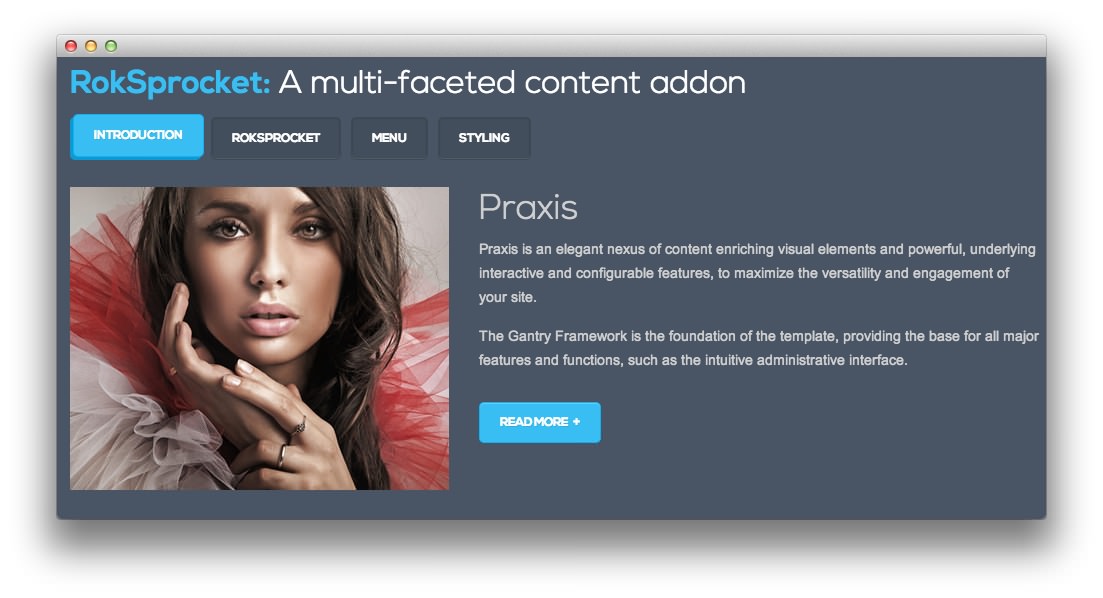 RokSprocket: A multi-faceted content addon
INTRODUCTION
ROKSPROCKET
MENU
STYLING
Praxis
Praxis is an elegant nexus of content enriching visual elements and powerful, underlying
interactive and configurable features, to maximize the versatility and engagement of
your site.
The Gantry Framework is the foundation of the template, providing the base for all major
features and functions, such as the intuitive administrative interface.
READ MORE +